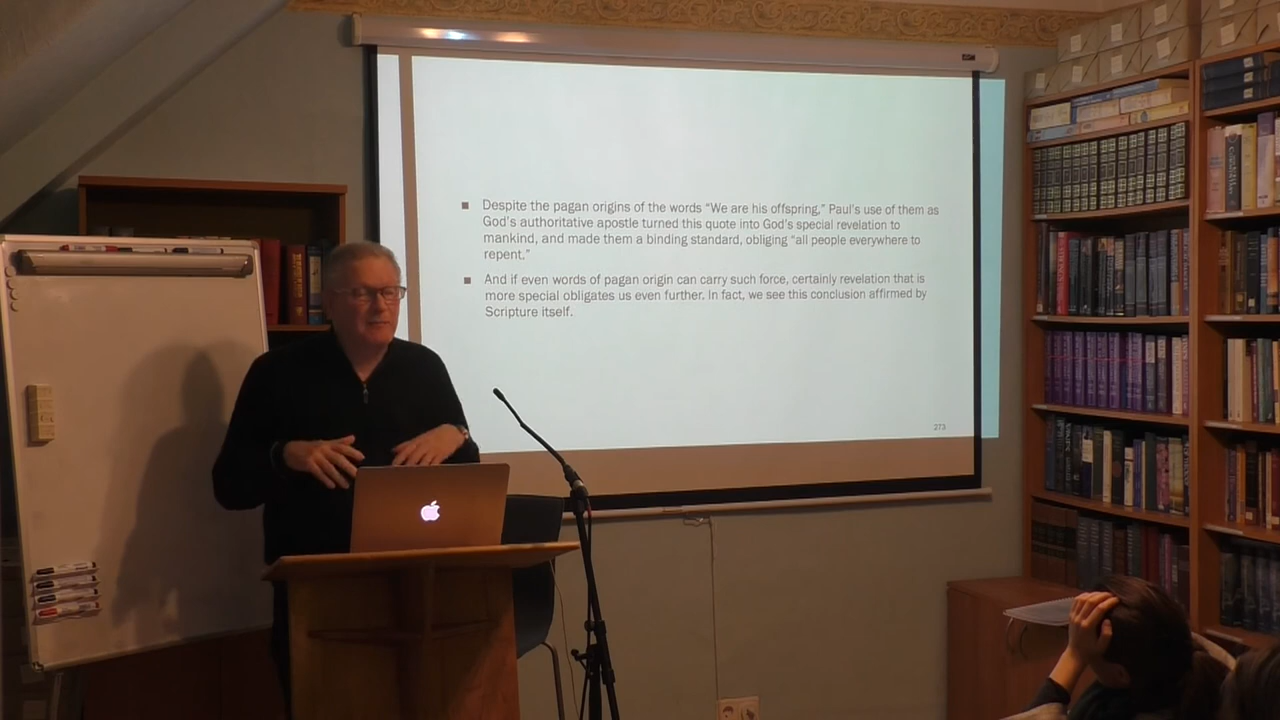 ■ Despite the pagan origins of the words “We are his offspring,” Paul’s use of them as
God’s authoritative apostle turned this quote into God’s special revelation to
mankind, and made them a binding standard, obliging “all people everywhere to
repent.”
■ And if even words of pagan origin can carry such force, certainly revelation that is
more special obligates us even further. In fact, we see this conclusion affirmed by
Scripture itself.
273